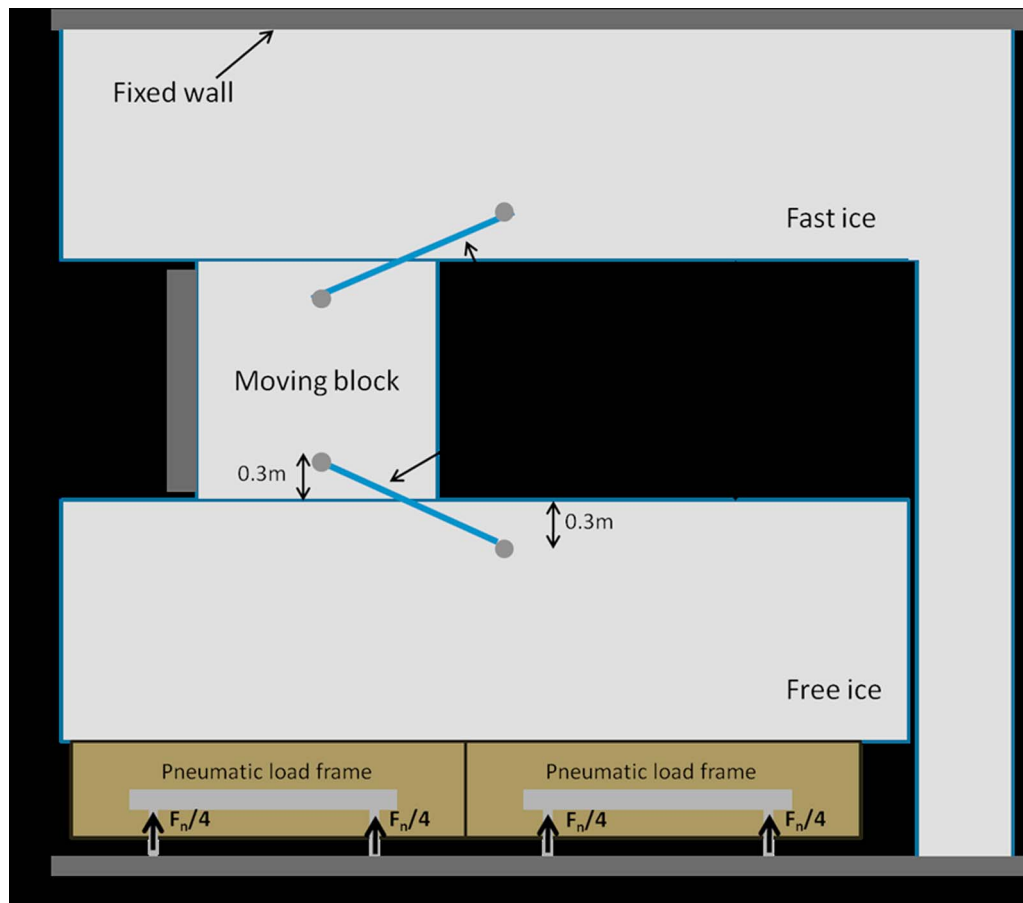 Fixed wall
Fast ice
Moving block
0.3m
0.3m
Free ice
Pneumatic load frame
Pneumatic load frame
Fn/4
Fn/4
Fn/4
Fn/4